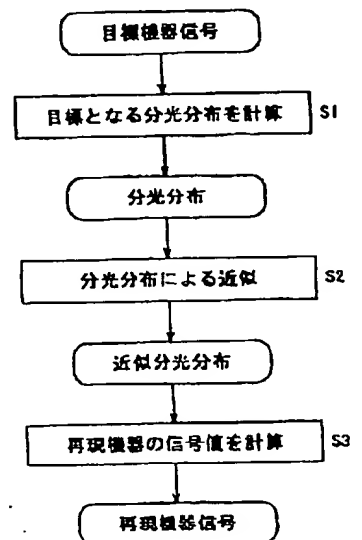 目標機器信号
目標となる分光分布を計算 S1
分光分布
分光分布による近似 S2
近似分光分布
再現機器の信号値を計算 S3
再現機器信号